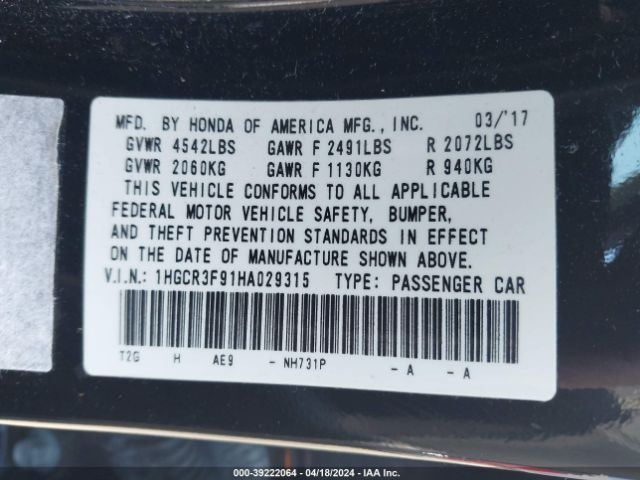 MFD. BY HONDA OF AMERICA MFG., INC. 03/'17
GVWR 4542LBS GAWR F 2491LBS R 2072LBS
GVWR 2060KG GAWR F 1130KG R 940KG
THIS VEHICLE CONFORMS TO ALL APPLICABLE
FEDERAL MOTOR VEHICLE SAFETY, BUMPER,
AND THEFT PREVENTION STANDARDS IN EFFECT
ON THE DATE OF MANUFACTURE SHOWN ABOVE.
V.I.N.: 1HGCR3F91HA029315 TYPE: PASSENGER CAR
T2G H AE9 - NH731P - A - A
000-39222064 - 04/18/2024 - IAA Inc.